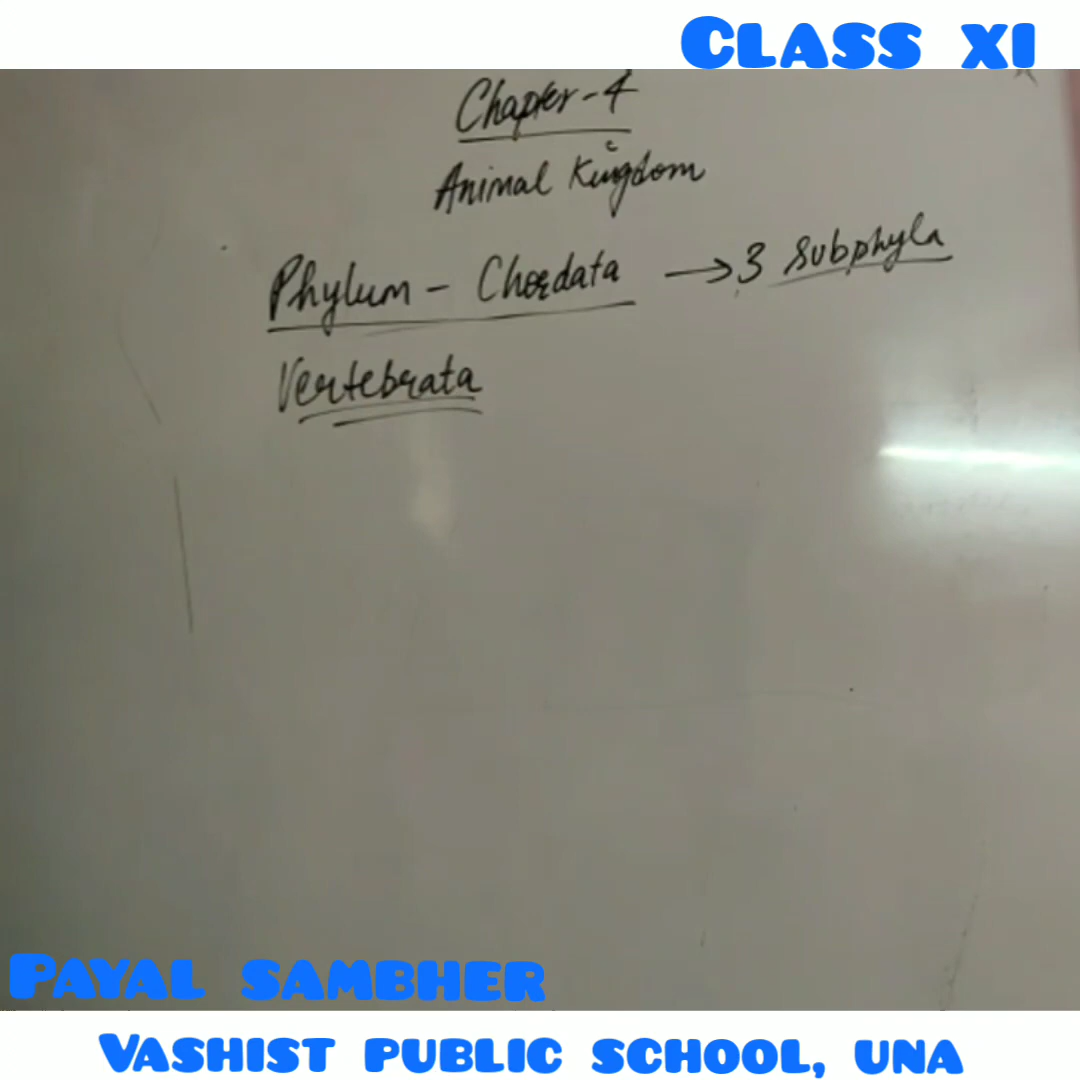 CLASS XI
Chapter-4
Animal Kingdom
Phylum - Chordata → 3 Subphyla
Vertebrata
PAYAL SAMBHER
VASHIST PUBLIC SCHOOL, UNA